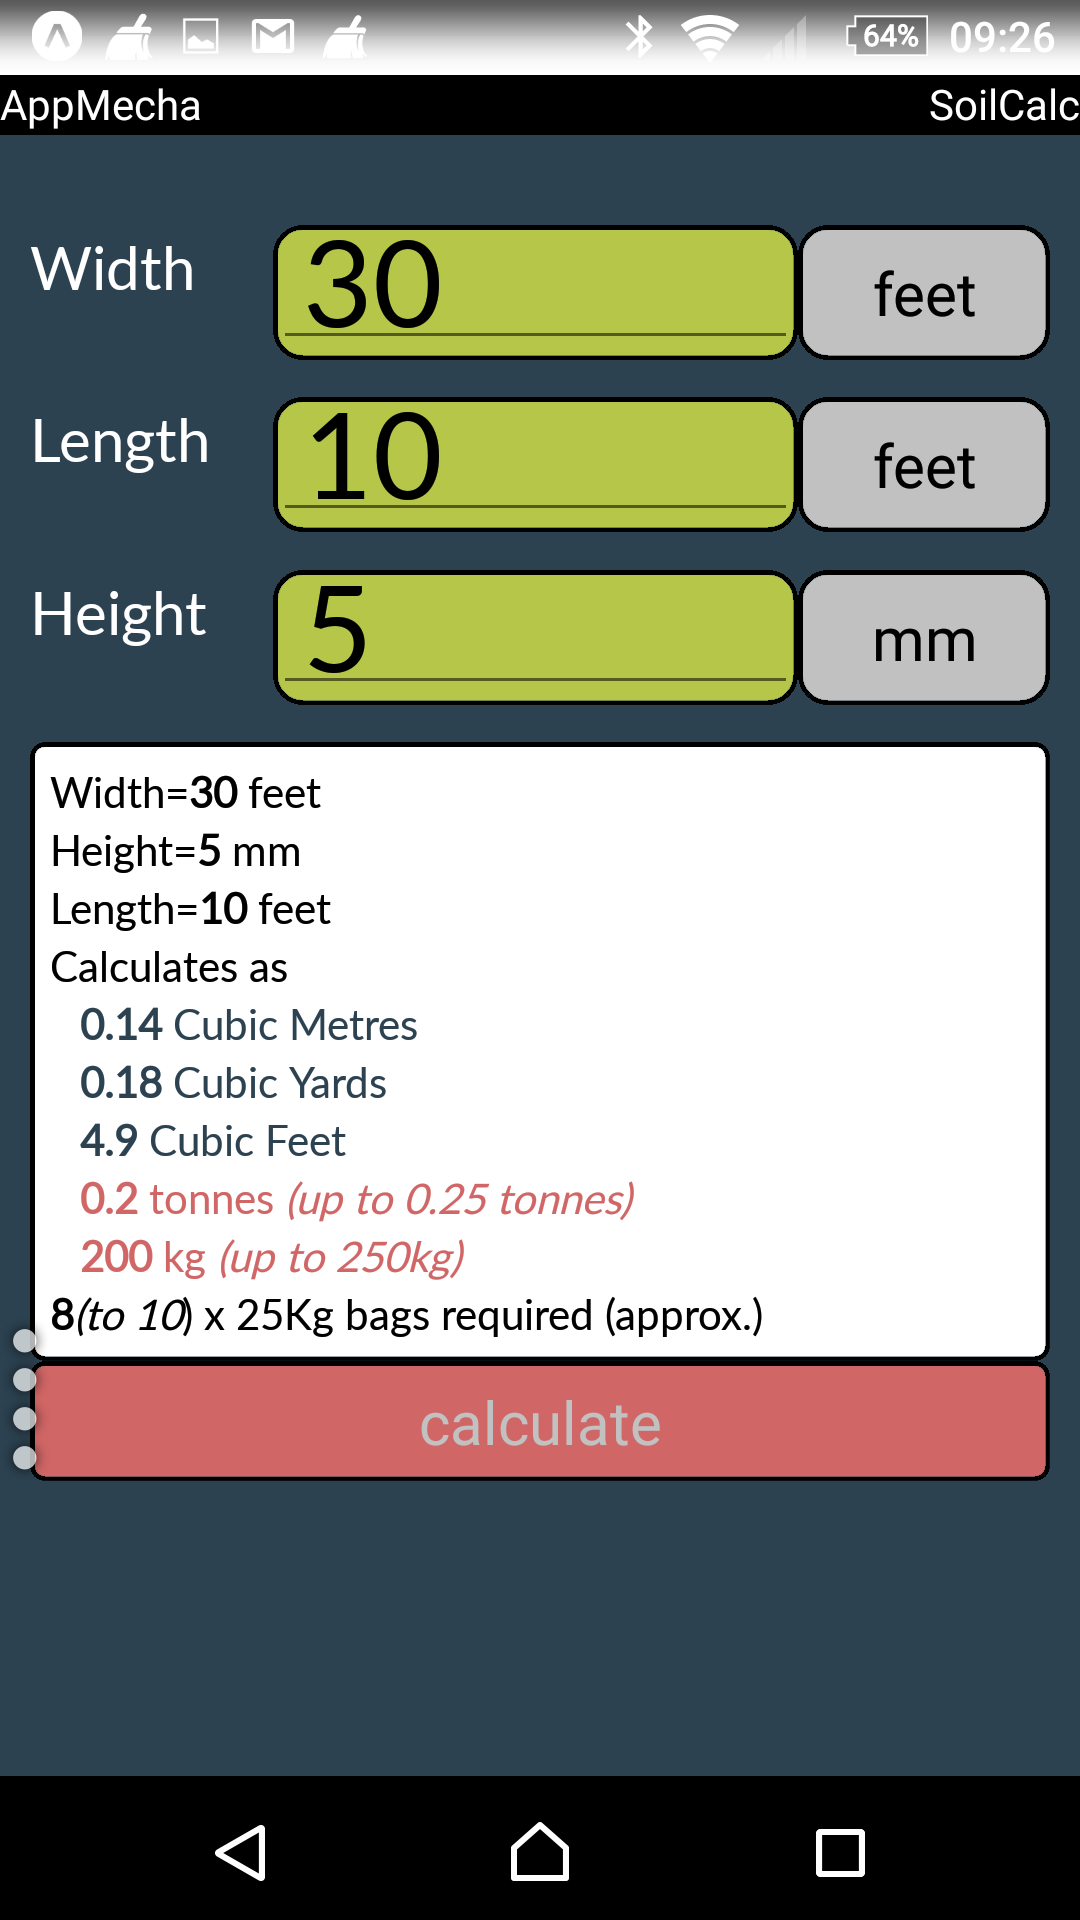 64% 09:26
AppMecha SoilCalc
Width 30 feet
Length 10 feet
Height 5 mm
Width=30 feet
Height=5 mm
Length=10 feet
Calculates as
0.14 Cubic Metres
0.18 Cubic Yards
4.9 Cubic Feet
0.2 tonnes (up to 0.25 tonnes)
200 kg (up to 250kg)
8(to 10) x 25Kg bags required (approx.)
calculate